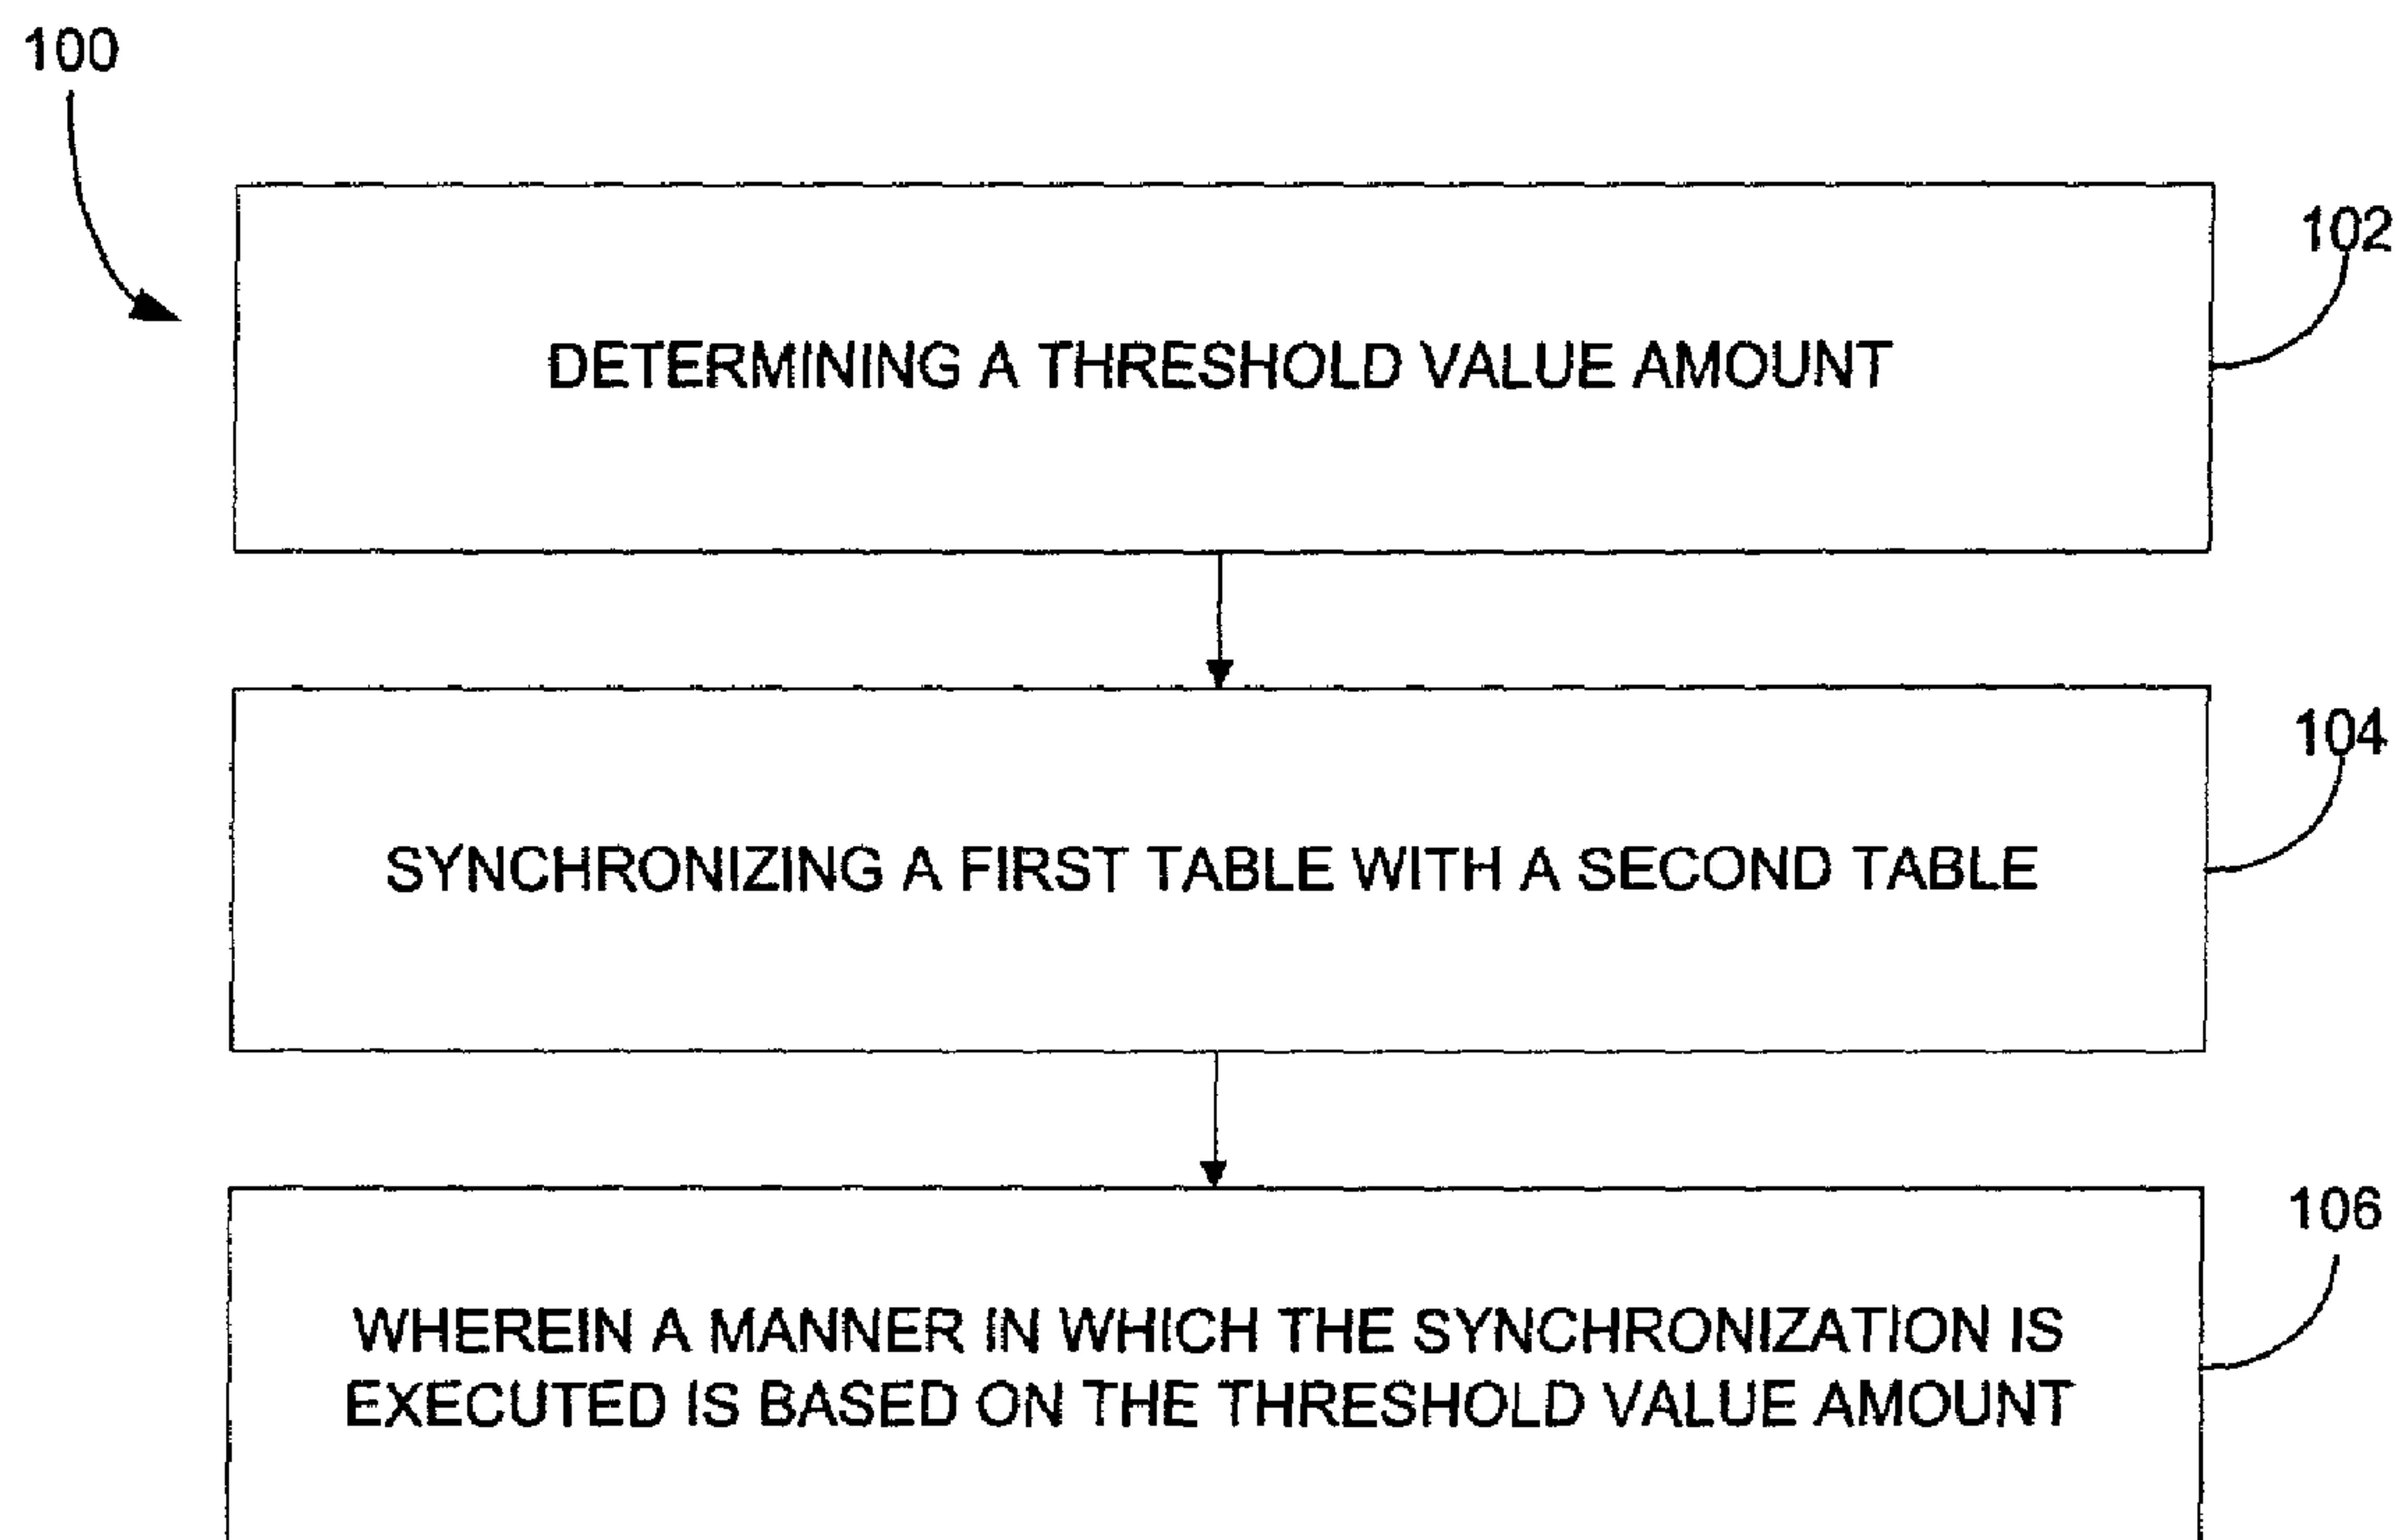 100
102
DETERMINING A THRESHOLD VALUE AMOUNT
104
SYNCHRONIZING A FIRST TABLE WITH A SECOND TABLE
106
WHEREIN A MANNER IN WHICH THE SYNCHRONIZATION IS
EXECUTED IS BASED ON THE THRESHOLD VALUE AMOUNT